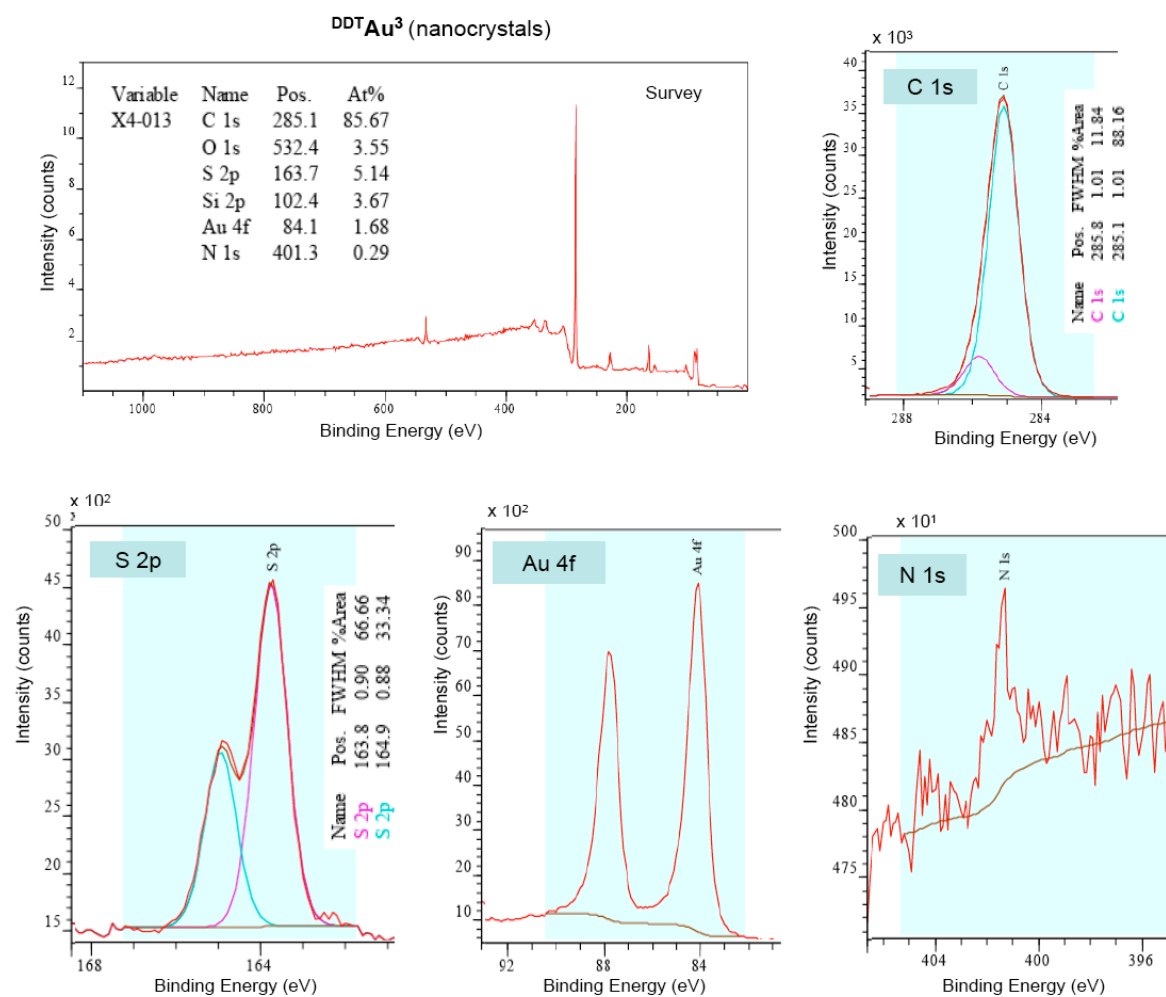 DDTAu3 (nanocrystals)
Survey
Variable Name Pos. At%
X4-013 C 1s 285.1 85.67
O 1s 532.4 3.55
S 2p 163.7 5.14
Si 2p 102.4 3.67
Au 4f 84.1 1.68
N 1s 401.3 0.29
Intensity (counts)
12
10
8
6
4
2
1000 800 600 400 200
Binding Energy (eV)
x 10³
C 1s
C 1s
Name Pos. FWHM %Area
C 1s 285.8 1.01 11.84
C 1s 285.1 1.01 88.16
Intensity (counts)
40
35
30
25
20
15
10
5
288 284
Binding Energy (eV)
x 10²
S 2p
S 2p
Name Pos. FWHM %Area
S 2p 163.8 0.90 66.66
S 2p 164.9 0.88 33.34
Intensity (counts)
50
45
40
35
30
25
20
15
168 164
Binding Energy (eV)
x 10²
Au 4f
Au 4f
Intensity (counts)
90
80
70
60
50
40
30
20
10
92 88 84
Binding Energy (eV)
x 10¹
N 1s
N 1s
Intensity (counts)
500
495
490
485
480
475
404 400 396
Binding Energy (eV)